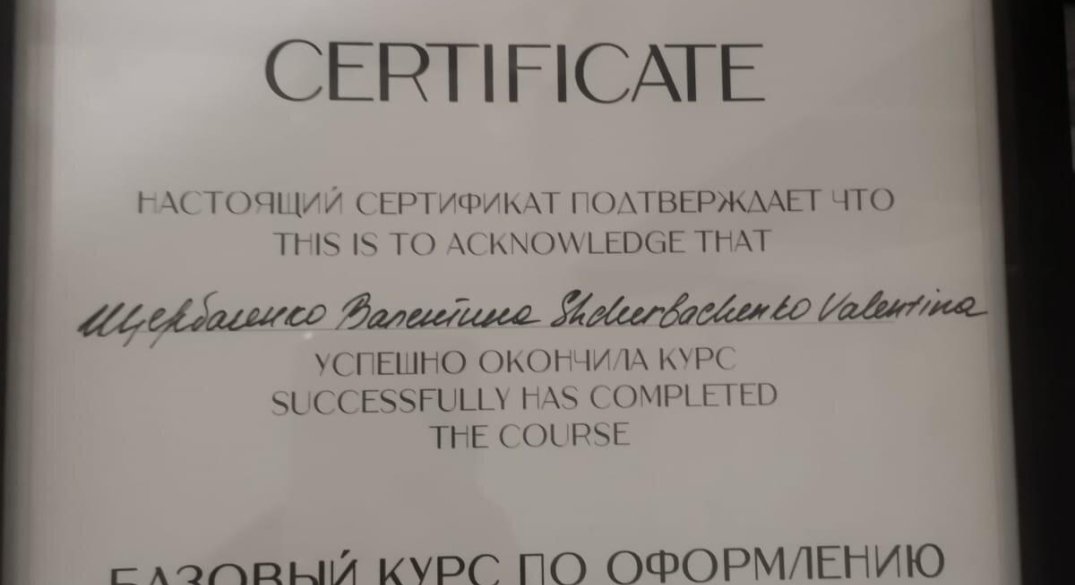 CERTIFICATE
НАСТОЯЩИЙ СЕРТИФИКАТ ПОДТВЕРЖДАЕТ ЧТО
THIS IS TO ACKNOWLEDGE THAT
Щербаченко Валентина Shcherbachenko Valentina
УСПЕШНО ОКОНЧИЛА КУРС
SUCCESSFULLY HAS COMPLETED
THE COURSE
БАЗОВЫЙ КУРС ПО ОФОРМЛЕНИЮ